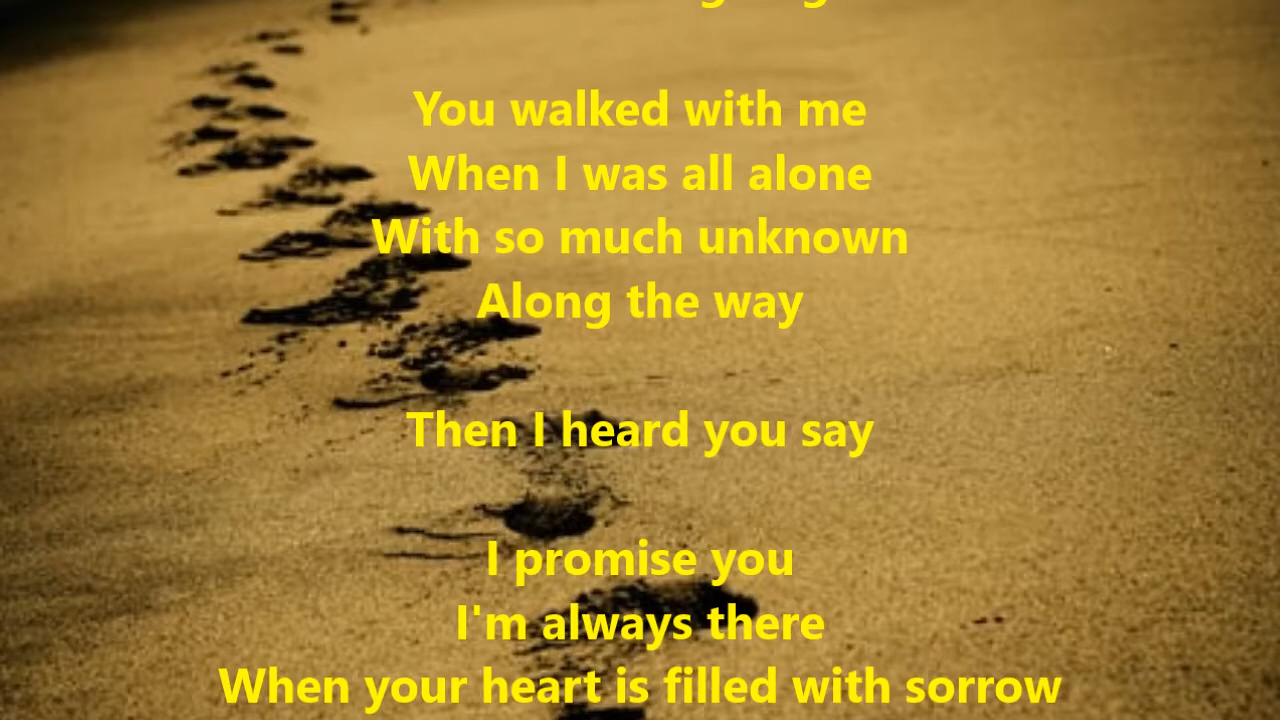 You walked with me
When I was all alone
With so much unknown
Along the way
Then I heard you say
I promise you
I'm always there
When your heart is filled with sorrow